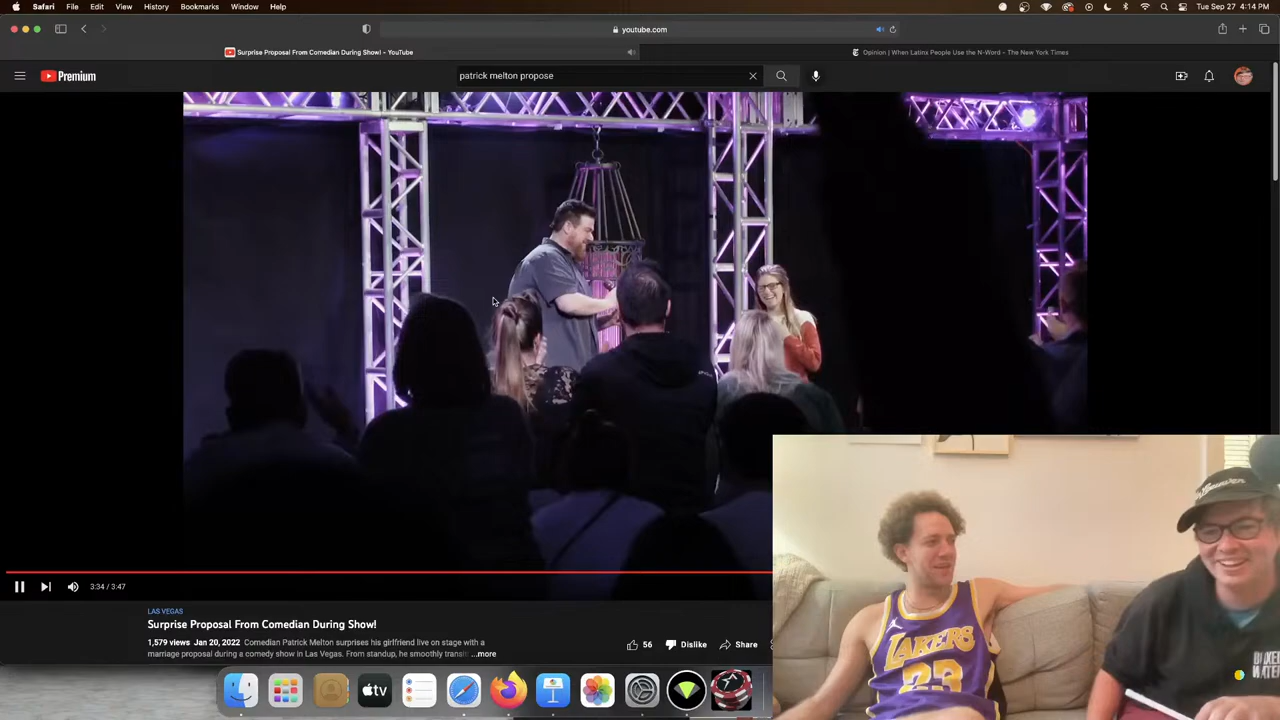 Safari File Edit View History Bookmarks Window Help Tue Sep 27 4:14 PM
youtube.com
Surprise Proposal From Comedian During Show! - YouTube
Opinion | When Latinx People Use the N-Word - The New York Times
Premium
patrick melton propose
3:34 / 3:47
LAS VEGAS
Surprise Proposal From Comedian During Show!
1,579 views Jan 20, 2022 Comedian Patrick Melton surprises his girlfriend live on stage with a
marriage proposal during a comedy show in Las Vegas. From standup, he smoothly transi... ...more
56 Dislike Share
tv
LAKERS
23
BOXED
WATER